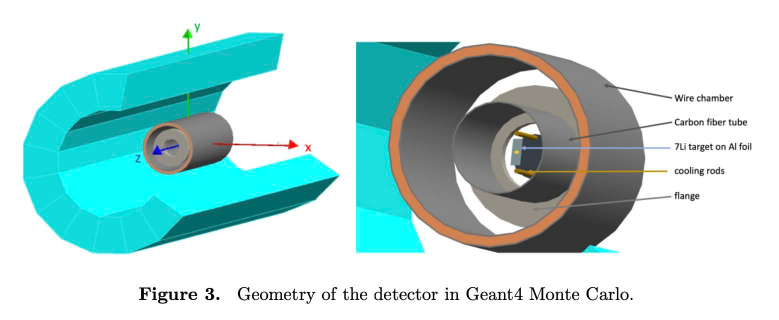 y
x
z
Wire chamber
Carbon fiber tube
7Li target on Al foil
cooling rods
flange
Figure 3. Geometry of the detector in Geant4 Monte Carlo.